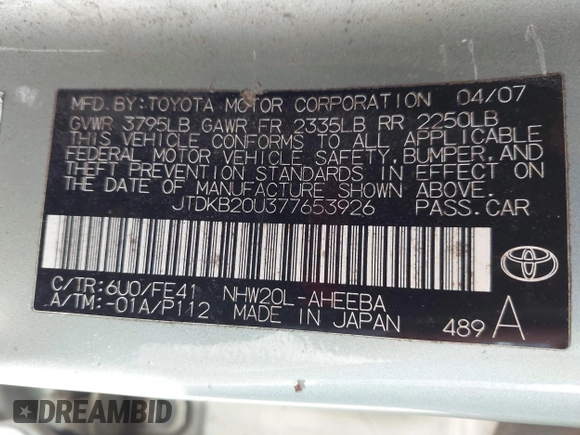 MFD. BY: TOYOTA MOTOR CORPORATION 04/07
GVWR 3795LB GAWR FR 2335LB RR 2250LB
THIS VEHICLE CONFORMS TO ALL APPLICABLE
FEDERAL MOTOR VEHICLE SAFETY, BUMPER, AND
THEFT PREVENTION STANDARDS IN EFFECT ON
THE DATE OF MANUFACTURE SHOWN ABOVE.
JTDKB20U377653926 PASS. CAR
C/TR: 6U0/FE41 NHW20L-AHEEBA
A/TM: -01A/P112 MADE IN JAPAN 489 A
DREAMBID